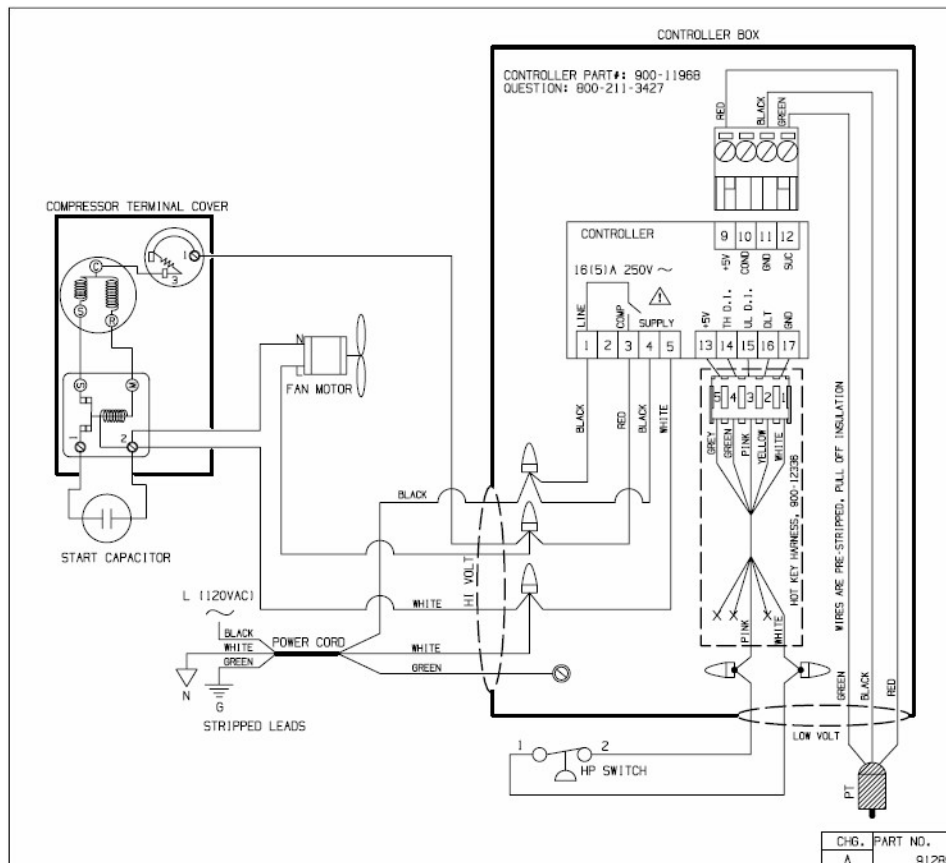 CONTROLLER BOX
CONTROLLER PART#: 900-11968
QUESTION: 800-211-3427
RED
BLACK
GREEN
COMPRESSOR TERMINAL COVER
C
S
R
1
3
S
M
1
2
START CAPACITOR
N
L
FAN MOTOR
CONTROLLER
16(5)A 250V ~
9 10 11 12
+5V
COND
GND
SUC
LINE
COMP
SUPPLY
1 2 3 4 5
+5V
TH D.I.
UL D.I.
DLT
GND
13 14 15 16 17
5 4 3 2 1
BLACK
RED
BLACK
WHITE
GREY
GREEN
PINK
YELLOW
WHITE
HOT KEY HARNESS, 900-12336
WIRES ARE PRE-STRIPPED, PULL OFF INSULATION
BLACK
HI VOLT
WHITE
L (120VAC)
BLACK
WHITE
GREEN
POWER CORD
WHITE
GREEN
N
G
STRIPPED LEADS
PINK
WHITE
GREEN
BLACK
RED
LOW VOLT
1
2
HP SWITCH
PT
CHG. PART NO.
A 9128